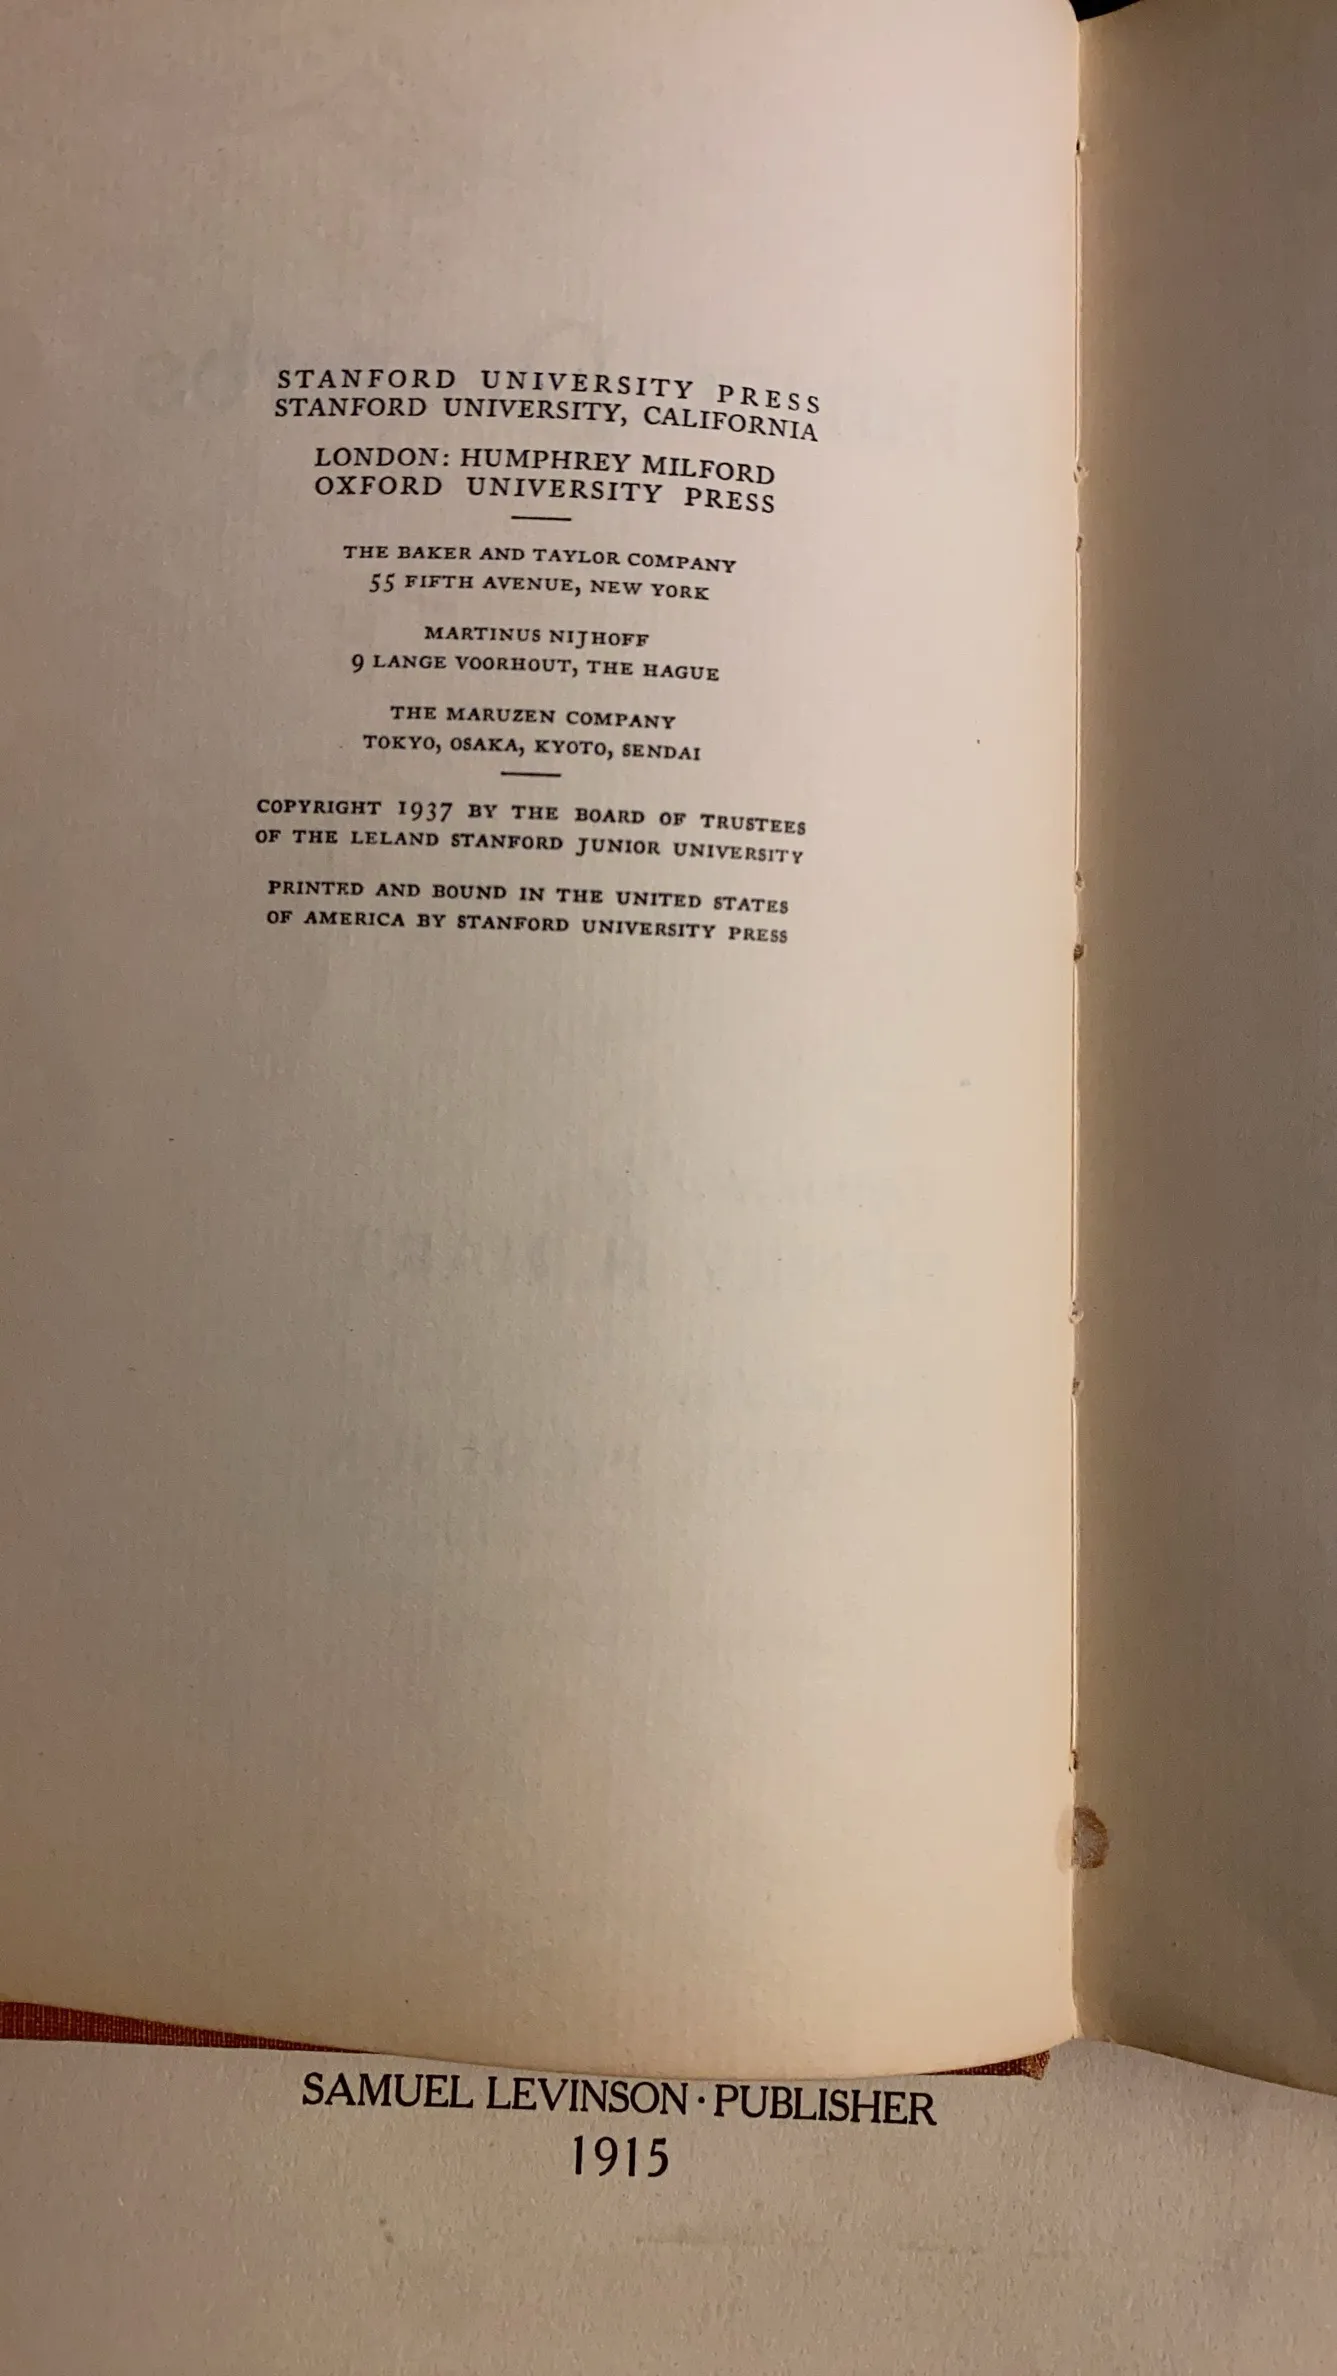 STANFORD UNIVERSITY PRESS
STANFORD UNIVERSITY, CALIFORNIA
LONDON: HUMPHREY MILFORD
OXFORD UNIVERSITY PRESS
THE BAKER AND TAYLOR COMPANY
55 FIFTH AVENUE, NEW YORK
MARTINUS NIJHOFF
9 LANGE VOORHOUT, THE HAGUE
THE MARUZEN COMPANY
TOKYO, OSAKA, KYOTO, SENDAI
COPYRIGHT 1937 BY THE BOARD OF TRUSTEES
OF THE LELAND STANFORD JUNIOR UNIVERSITY
PRINTED AND BOUND IN THE UNITED STATES
OF AMERICA BY STANFORD UNIVERSITY PRESS
SAMUEL LEVINSON · PUBLISHER
1915